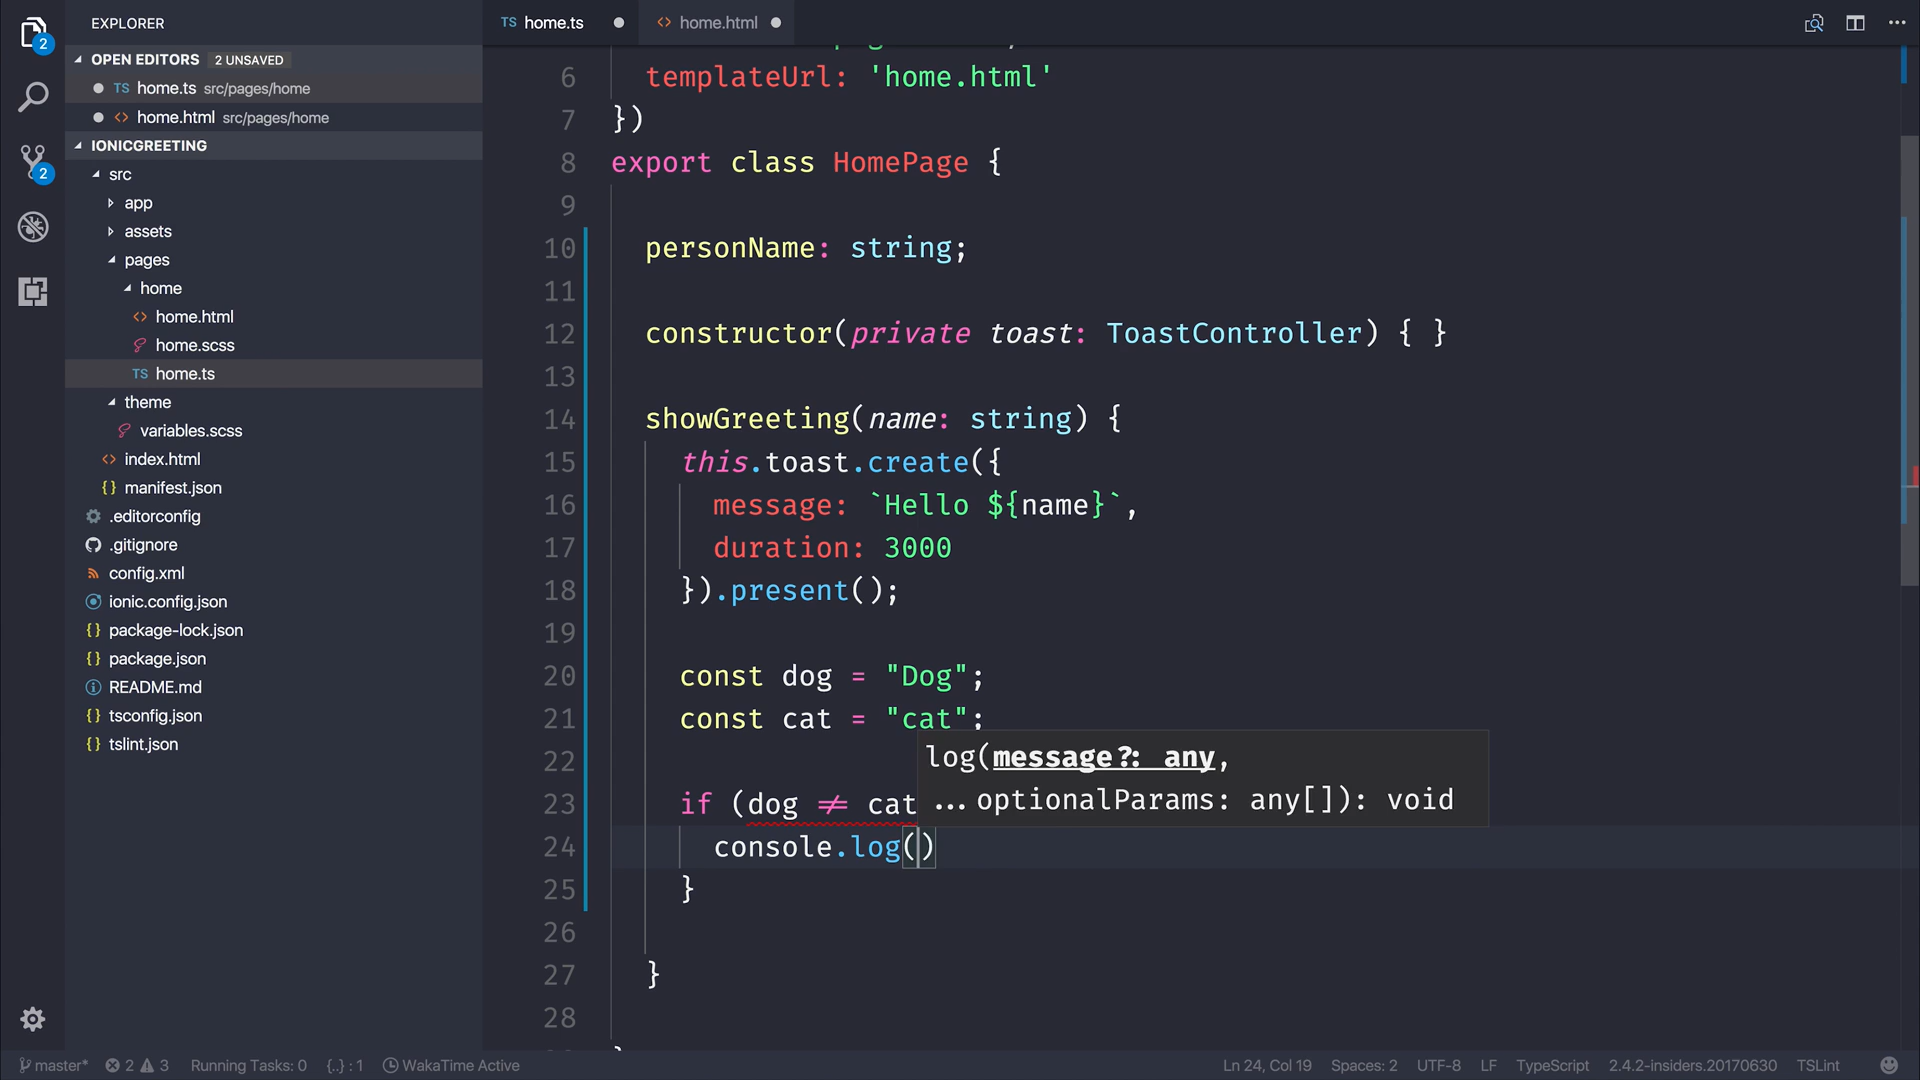 EXPLORER
OPEN EDITORS 2 UNSAVED
TS home.ts src/pages/home
<> home.html src/pages/home
IONICGREETING
src
app
assets
pages
home
<> home.html
home.scss
TS home.ts
theme
variables.scss
<> index.html
{} manifest.json
.editorconfig
.gitignore
config.xml
ionic.config.json
{} package-lock.json
{} package.json
README.md
{} tsconfig.json
{} tslint.json
2
2
TS home.ts
<> home.html
6 templateUrl: 'home.html'
7 })
8 export class HomePage {
9
10 personName: string;
11
12 constructor(private toast: ToastController) { }
13
14 showGreeting(name: string) {
15 this.toast.create({
16 message: `Hello ${name}`,
17 duration: 3000
18 }).present();
19
20 const dog = "Dog";
21 const cat = "cat";
22
log(message?: any,
...optionalParams: any[]): void
23 if (dog ≠ cat
24 console.log()
25 }
26
27 }
28
master* 2 3 Running Tasks: 0 {..} : 1 WakaTime Active Ln 24, Col 19 Spaces: 2 UTF-8 LF TypeScript 2.4.2-insiders.20170630 TSLint